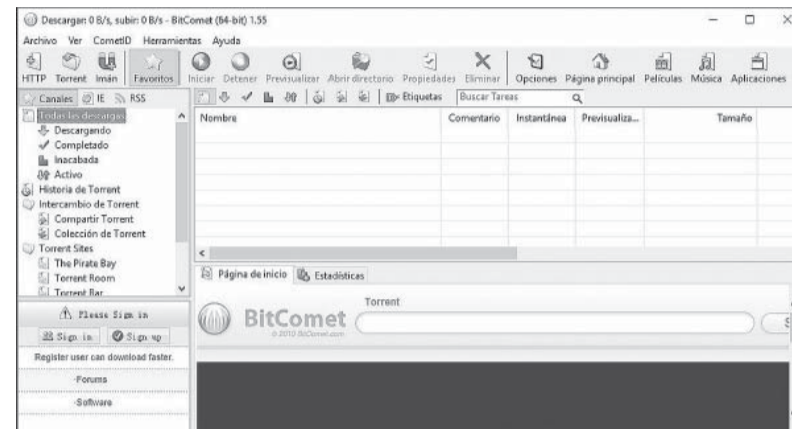 Descargar: 0 B/s, subir: 0 B/s - BitComet (64-bit) 1.55
Archivo Ver CometID Herramientas Ayuda
HTTP Torrent Imán Favoritos Iniciar Detener Previsualizar Abrir directorio Propiedades Eliminar Opciones Página principal Películas Música Aplicaciones
Canales IE RSS
Etiquetas Buscar Tareas
Todas las descargas
Descargando
Completado
Inacabada
Activo
Historia de Torrent
Intercambio de Torrent
Compartir Torrent
Colección de Torrent
Torrent Sites
The Pirate Bay
Torrent Room
Torrent Bar
Nombre Comentario Instantánea Previsualiza... Tamaño
Página de inicio Estadísticas
Please Sign in
Sign in Sign up
Register user can download faster.
·Forums
·Software
Torrent
BitComet
© 2010 BitComet.com
S